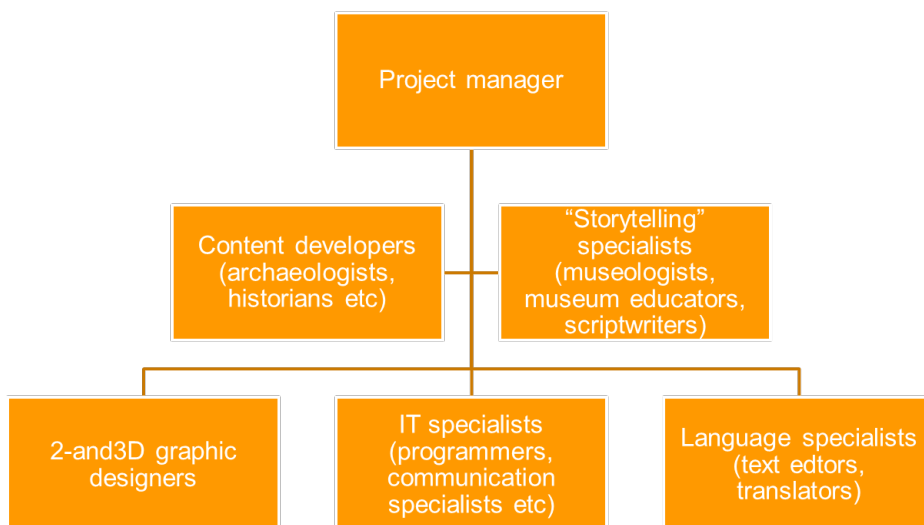 Project manager
Content developers
(archaeologists,
historians etc)
“Storytelling”
specialists
(museologists,
museum educators,
scriptwriters)
2-and3D graphic
designers
IT specialists
(programmers,
communication
specialists etc)
Language specialists
(text edtors,
translators)